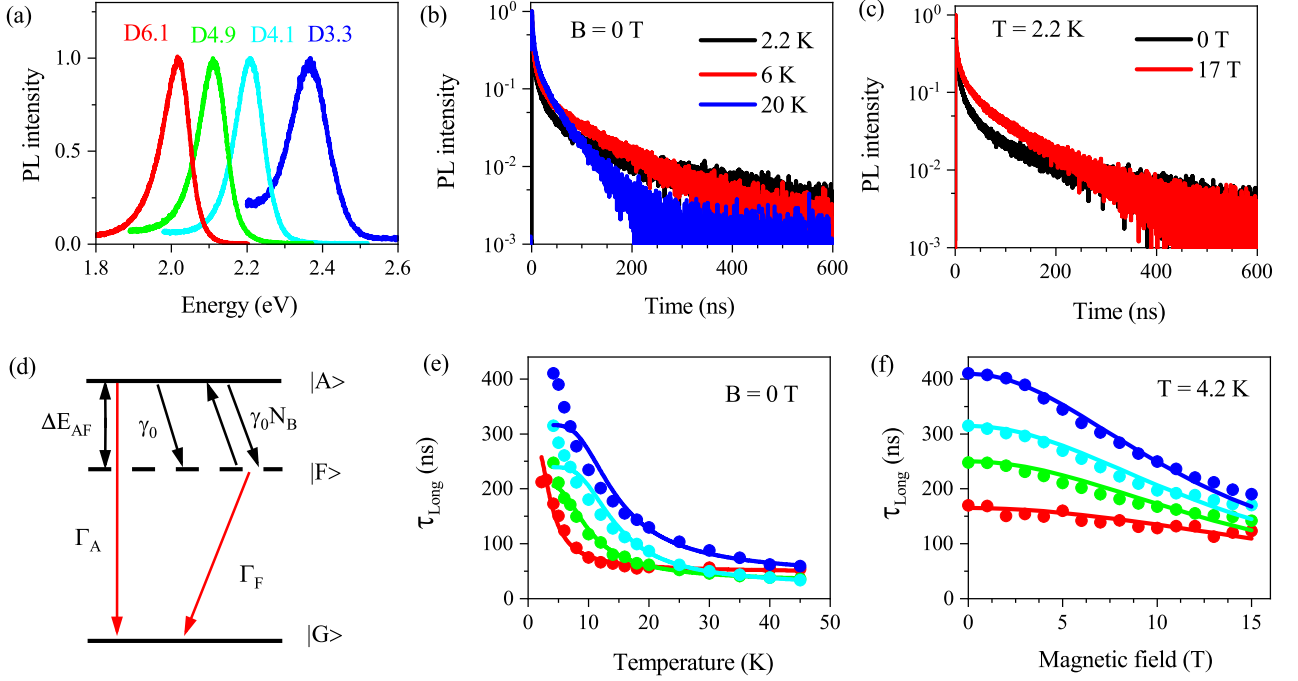 (a)
D6.1 D4.9 D4.1 D3.3
PL intensity
1.0
0.5
0.0
1.8 2.0 2.2 2.4 2.6
Energy (eV)
(b)
B = 0 T
2.2 K
6 K
20 K
PL intensity
10⁰
10⁻¹
10⁻²
10⁻³
0 200 400 600
Time (ns)
(c)
T = 2.2 K
0 T
17 T
PL intensity
10⁰
10⁻¹
10⁻²
10⁻³
0 200 400 600
Time (ns)
(d)
|A>
ΔE_AF
γ₀
γ₀N_B
|F>
Γ_A
Γ_F
|G>
(e)
B = 0 T
τ_Long (ns)
400
300
200
100
0
0 10 20 30 40 50
Temperature (K)
(f)
T = 4.2 K
τ_Long (ns)
400
300
200
100
0
0 5 10 15
Magnetic field (T)